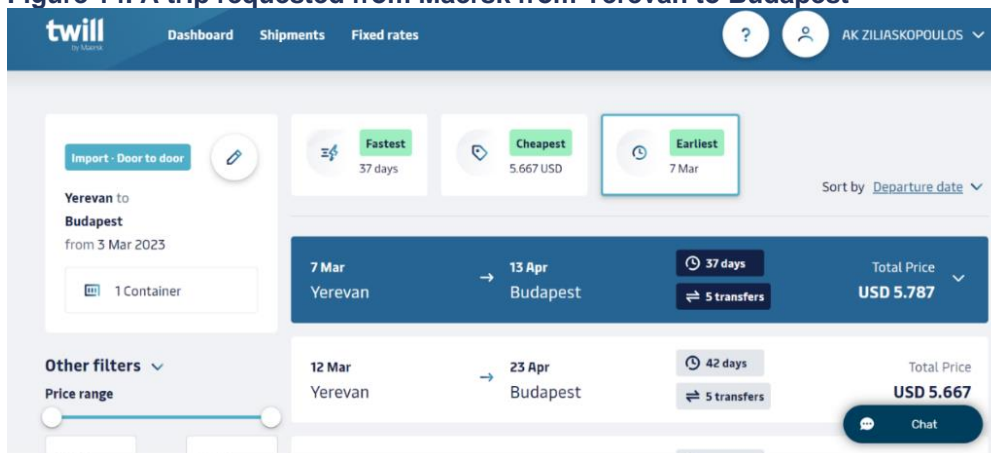 Figure 14: A trip requested from Maersk from Yerevan to Budapest
twill
by Maersk
Dashboard Shipments Fixed rates
?
AK ZILIASKOPOULOS
Import · Door to door
Yerevan to
Budapest
from 3 Mar 2023
1 Container
Fastest
37 days
Cheapest
5.667 USD
Earliest
7 Mar
Sort by Departure date
7 Mar
Yerevan
→
13 Apr
Budapest
37 days
5 transfers
Total Price
USD 5.787
Other filters
Price range
12 Mar
Yerevan
→
23 Apr
Budapest
42 days
5 transfers
Total Price
USD 5.667
Chat